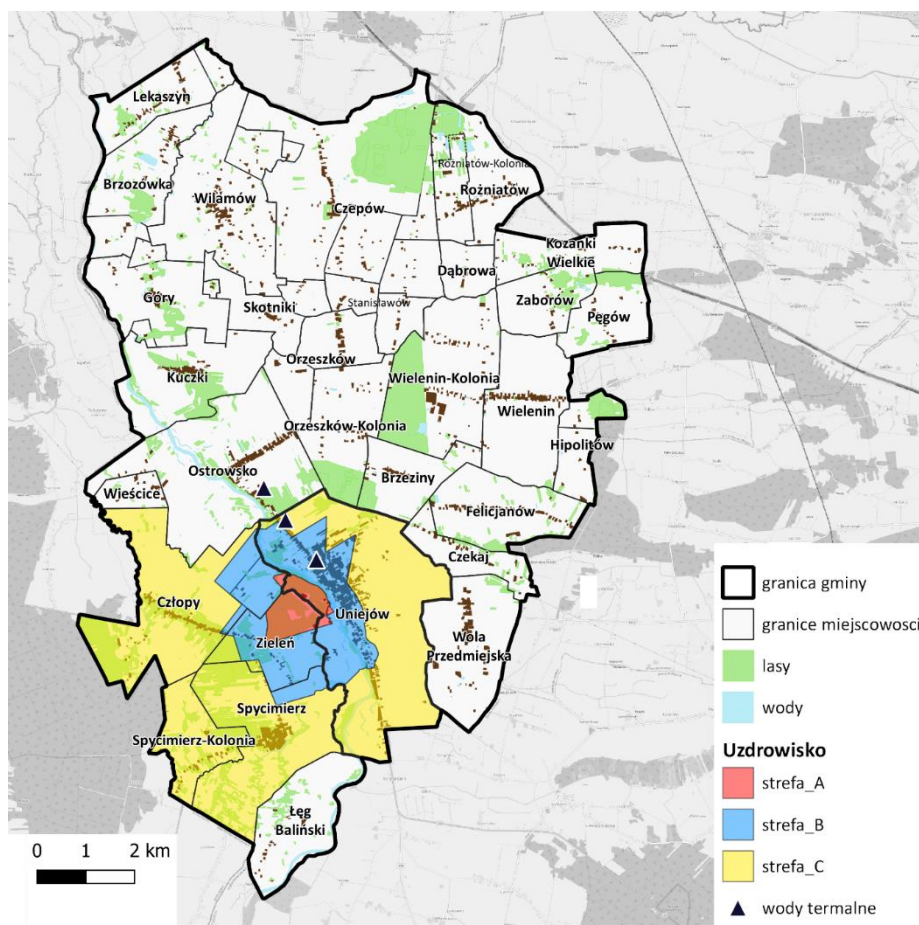 Lekaszyn
Brzozówka
Wilamów
Czepów
Rożniatów-Kolonia
Rożniatów
Kozanki
Wielkie
Dąbrowa
Zaborów
Pęgów
Góry
Skotniki
Stanisławów
Orzeszków
Kuczki
Wielenin-Kolonia
Wielenin
Orzeszków-Kolonia
Hipolitów
Ostrowsko
Brzeziny
Wieścice
Felicjanów
Czekaj
Człopy
Uniejów
Zieleń
Wola
Przedmiejska
Spycimierz
Spycimierz-Kolonia
Łęg
Baliński
0 1 2 km
granica gminy
granice miejscowosci
lasy
wody
Uzdrowisko
strefa_A
strefa_B
strefa_C
wody termalne